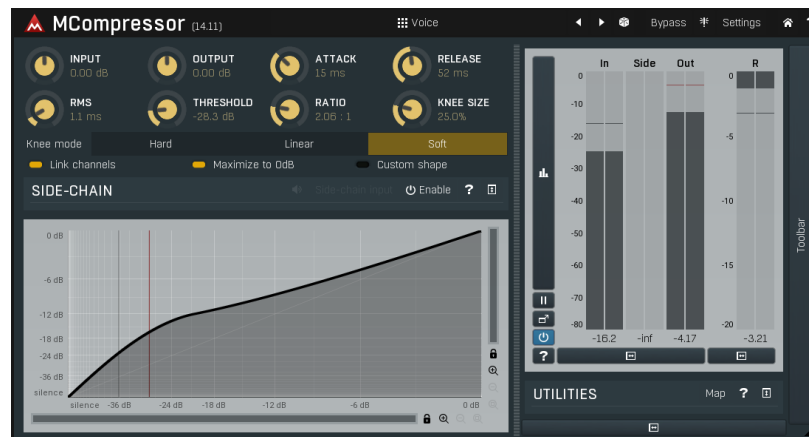 MCompressor (14.11)
Voice
Bypass
Settings
INPUT
0.00 dB
OUTPUT
0.00 dB
ATTACK
15 ms
RELEASE
52 ms
RMS
1.1 ms
THRESHOLD
-28.3 dB
RATIO
2.06 : 1
KNEE SIZE
25.0%
Knee mode Hard Linear Soft
Link channels Maximize to 0dB Custom shape
SIDE-CHAIN Side-chain input Enable ?
0 dB
-6 dB
-12 dB
-18 dB
-24 dB
-36 dB
silence
silence -36 dB -24 dB -18 dB -12 dB -6 dB 0 dB
In Side Out R
0 0
-10
-20 -5
-30
-40 -10
-50
-60 -15
-70
-80 -20
-16.2 -inf -4.17 -3.21
?
UTILITIES Map ?
Toolbar